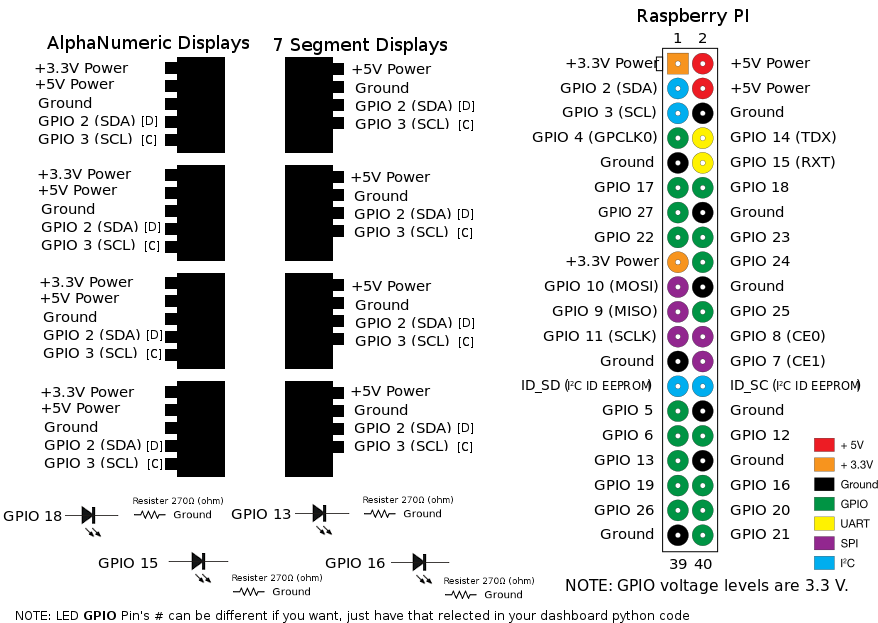 Raspberry PI
AlphaNumeric Displays
7 Segment Displays
1 2
+3.3V Power
+5V Power
Ground
GPIO 2 (SDA) [D]
GPIO 3 (SCL) [C]
+5V Power
Ground
GPIO 2 (SDA) [D]
GPIO 3 (SCL) [C]
+3.3V Power
+5V Power
Ground
GPIO 2 (SDA) [D]
GPIO 3 (SCL) [C]
+5V Power
Ground
GPIO 2 (SDA) [D]
GPIO 3 (SCL) [C]
+3.3V Power
+5V Power
Ground
GPIO 2 (SDA) [D]
GPIO 3 (SCL) [C]
+5V Power
Ground
GPIO 2 (SDA) [D]
GPIO 3 (SCL) [C]
+3.3V Power
+5V Power
Ground
GPIO 2 (SDA) [D]
GPIO 3 (SCL) [C]
+5V Power
Ground
GPIO 2 (SDA) [D]
GPIO 3 (SCL) [C]
+3.3V Power +5V Power
GPIO 2 (SDA) +5V Power
GPIO 3 (SCL) Ground
GPIO 4 (GPCLK0) GPIO 14 (TDX)
Ground GPIO 15 (RXT)
GPIO 17 GPIO 18
GPIO 27 Ground
GPIO 22 GPIO 23
+3.3V Power GPIO 24
GPIO 10 (MOSI) Ground
GPIO 9 (MISO) GPIO 25
GPIO 11 (SCLK) GPIO 8 (CE0)
Ground GPIO 7 (CE1)
ID_SD (I²C ID EEPROM) ID_SC (I²C ID EEPROM)
GPIO 5 Ground
GPIO 6 GPIO 12
GPIO 13 Ground
GPIO 19 GPIO 16
GPIO 26 GPIO 20
Ground GPIO 21
39 40
+ 5V
+ 3.3V
Ground
GPIO
UART
SPI
I²C
NOTE: GPIO voltage levels are 3.3 V.
GPIO 18
Resister 270Ω (ohm)
Ground
GPIO 13
Resister 270Ω (ohm)
Ground
GPIO 15
Resister 270Ω (ohm)
Ground
GPIO 16
Resister 270Ω (ohm)
Ground
NOTE: LED GPIO Pin's # can be different if you want, just have that relected in your dashboard python code